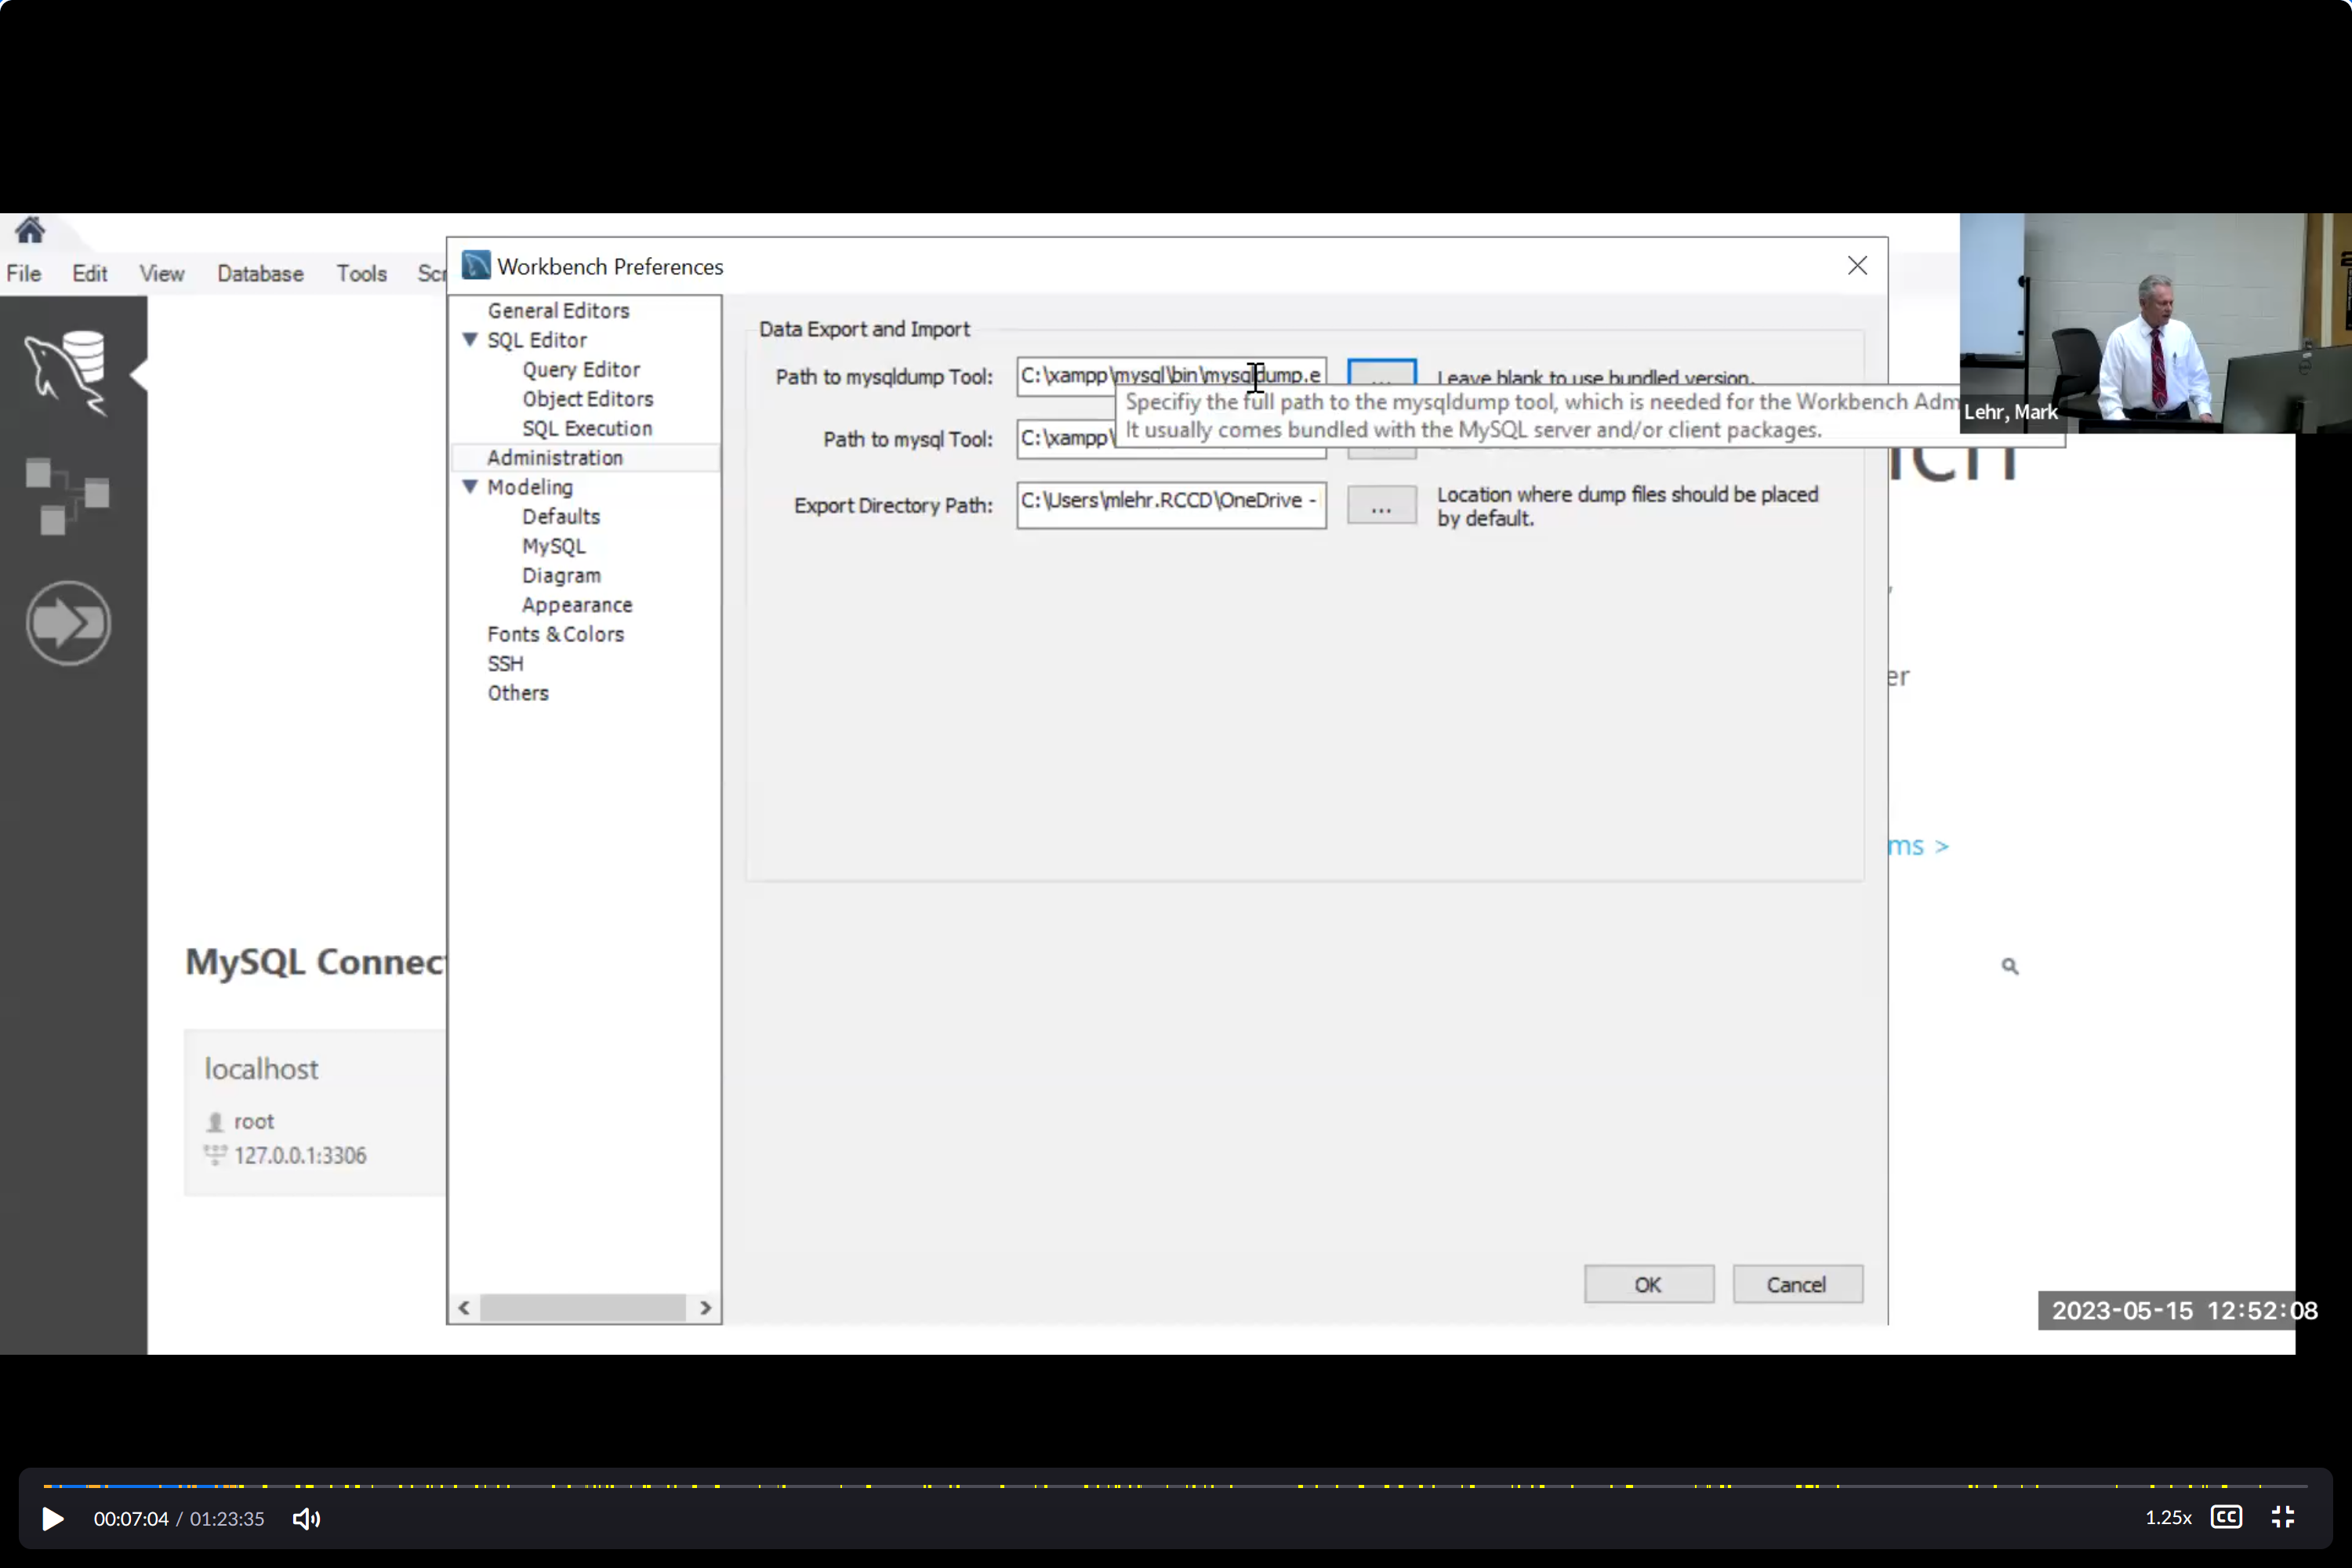 File Edit View Database Tools Scr
Workbench Preferences
General Editors
SQL Editor
Query Editor
Object Editors
SQL Execution
Administration
Modeling
Defaults
MySQL
Diagram
Appearance
Fonts & Colors
SSH
Others
Data Export and Import
Path to mysqldump Tool: C:\xampp\mysql\bin\mysqldump.e ... Leave blank to use bundled version.
Specifiy the full path to the mysqldump tool, which is needed for the Workbench Adm
It usually comes bundled with the MySQL server and/or client packages.
Path to mysql Tool: C:\xampp\
Export Directory Path: C:\Users\mlehr.RCCD\OneDrive - ... Location where dump files should be placed
by default.
Lehr, Mark
er
ms >
MySQL Connect
localhost
root
127.0.0.1:3306
OK Cancel
2023-05-15 12:52:08
00:07:04 / 01:23:35
1.25x CC